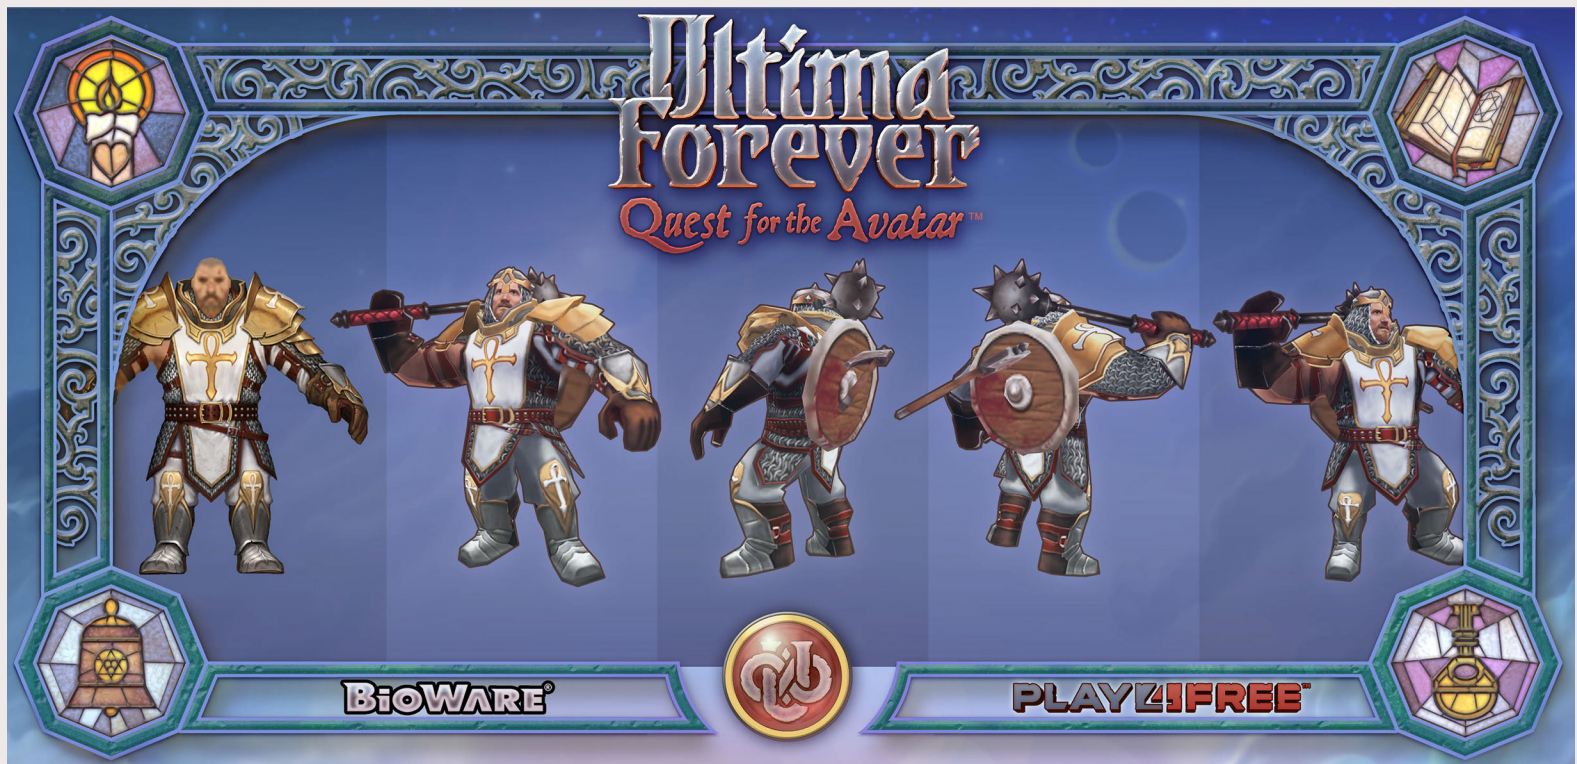 Ultima
Forever
Quest for the Avatar™
BIOWARE®
PLAY4FREE™